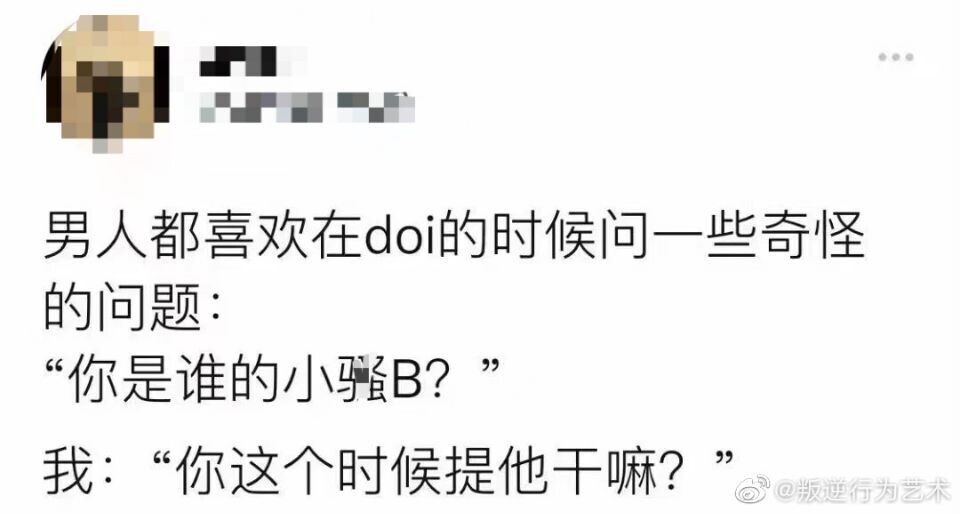 男人都喜欢在doi的时候问一些奇怪
的问题：
“你是谁的小骚B？”
我：“你这个时候提他干嘛？”
@叛逆行为艺术